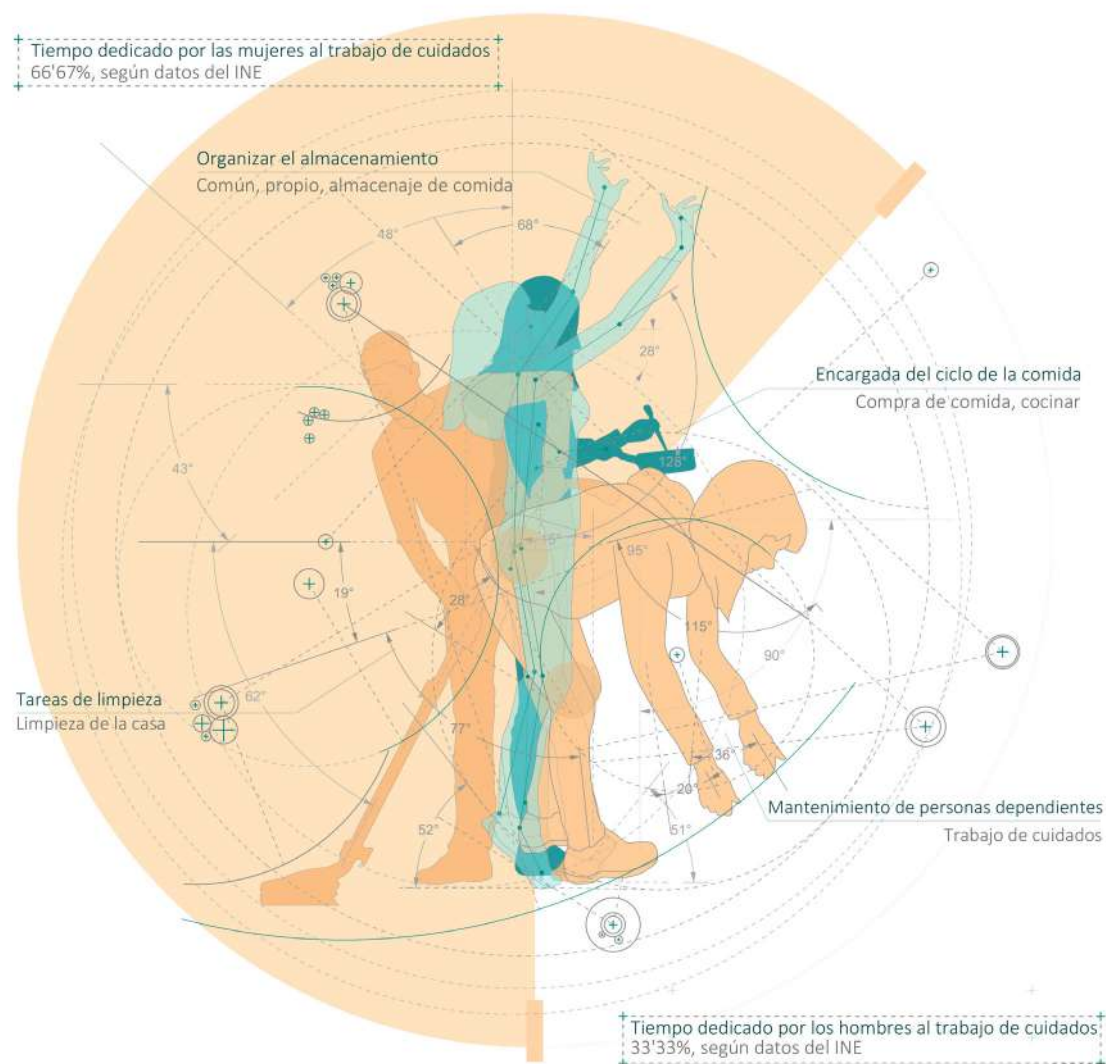 Tiempo dedicado por las mujeres al trabajo de cuidados
66'67%, según datos del INE
Organizar el almacenamiento
Común, propio, almacenaje de comida
48°
68°
28°
Encargada del ciclo de la comida
Compra de comida, cocinar
43°
128°
15°
95°
19°
28°
115°
90°
Tareas de limpieza
Limpieza de la casa
62°
77°
36°
20°
Mantenimiento de personas dependientes
Trabajo de cuidados
52°
51°
Tiempo dedicado por los hombres al trabajo de cuidados
33'33%, según datos del INE